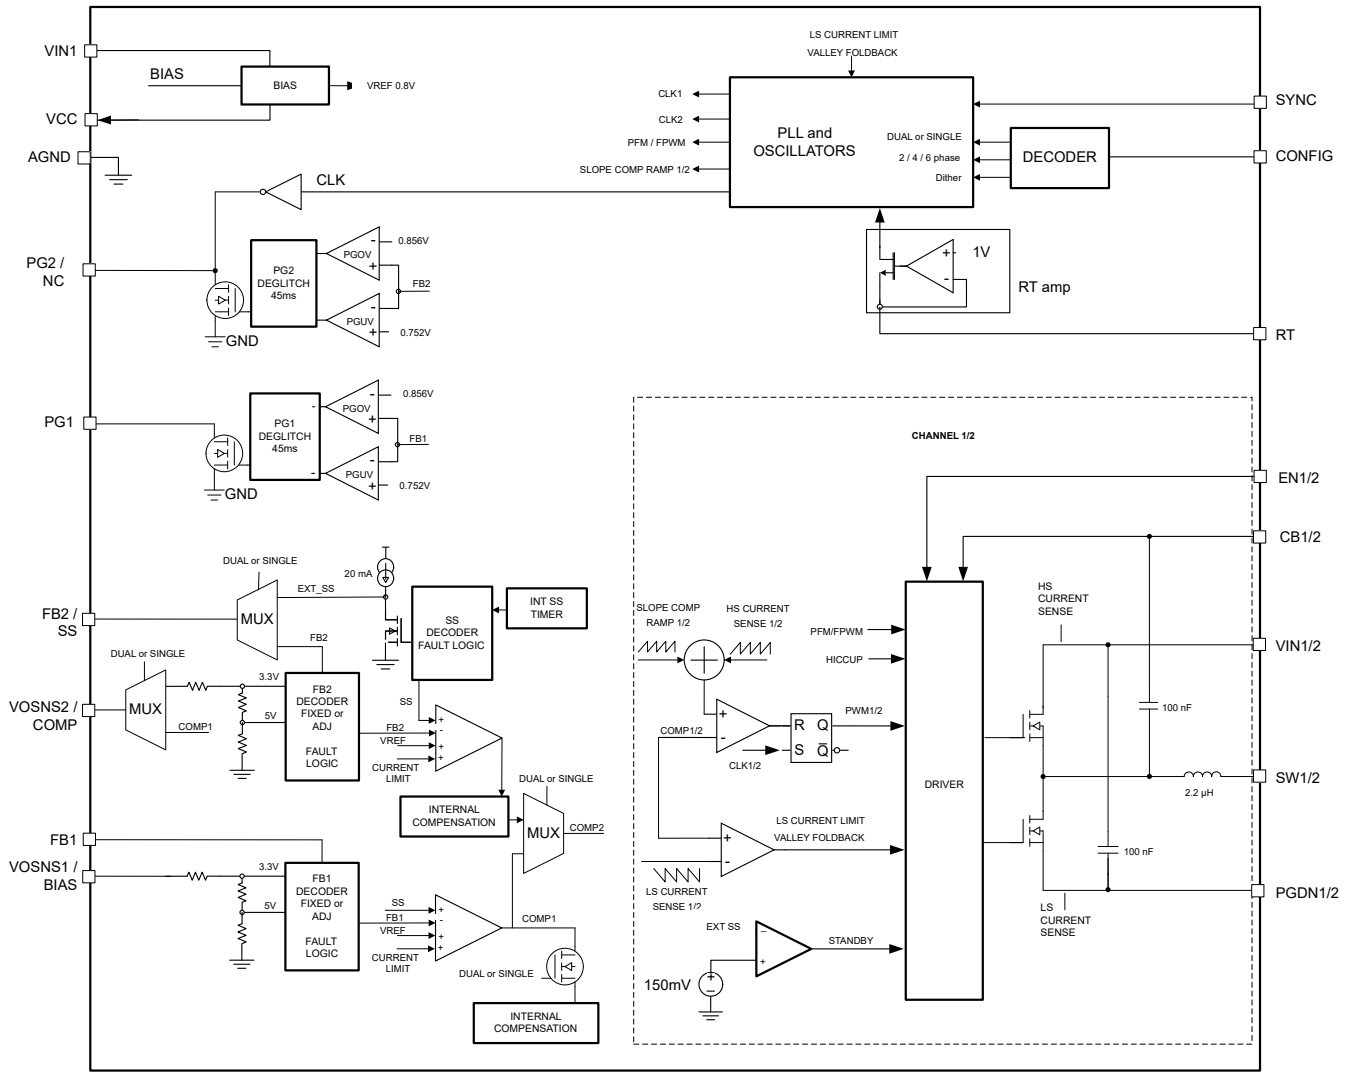 VIN1
BIAS
BIAS
VREF 0.8V
VCC
AGND
CLK
PG2 /
NC
PG2
DEGLITCH
45ms
PGOV
-
+
0.856V
FB2
PGUV
-
+
0.752V
GND
PG1
PG1
DEGLITCH
45ms
-
-
PGOV
-
+
0.856V
FB1
PGUV
-
+
0.752V
GND
LS CURRENT LIMIT
VALLEY FOLDBACK
CLK1
CLK2
PFM / FPWM
SLOPE COMP RAMP 1/2
PLL and
OSCILLATORS
DUAL or SINGLE
2 / 4 / 6 phase
Dither
DECODER
SYNC
CONFIG
+
-
1V
RT amp
RT
DUAL or SINGLE
20 mA
EXT_SS
MUX
FB2 /
SS
FB2
SS
DECODER
FAULT LOGIC
INT SS
TIMER
DUAL or SINGLE
MUX
VOSNS2 /
COMP
COMP1
3.3V
5V
FB2
DECODER
FIXED or
ADJ
FAULT
LOGIC
SS
FB2
VREF
CURRENT
LIMIT
+
-
+
+
INTERNAL
COMPENSATION
DUAL or SINGLE
MUX
COMP2
FB1
VOSNS1 /
BIAS
3.3V
5V
FB1
DECODER
FIXED or
ADJ
FAULT
LOGIC
SS
FB1
VREF
CURRENT
LIMIT
+
-
+
+
COMP1
DUAL or SINGLE
INTERNAL
COMPENSATION
CHANNEL 1/2
EN1/2
CB1/2
SLOPE COMP
RAMP 1/2
HS CURRENT
SENSE 1/2
PFM/FPWM
HICCUP
+
-
COMP1/2
R Q
S Q̅
PWM1/2
CLK1/2
+
-
LS CURRENT LIMIT
VALLEY FOLDBACK
LS CURRENT
SENSE 1/2
EXT SS
–
+
STANDBY
150mV
+
–
DRIVER
HS
CURRENT
SENSE
VIN1/2
100 nF
SW1/2
2.2 µH
100 nF
PGDN1/2
LS
CURRENT
SENSE